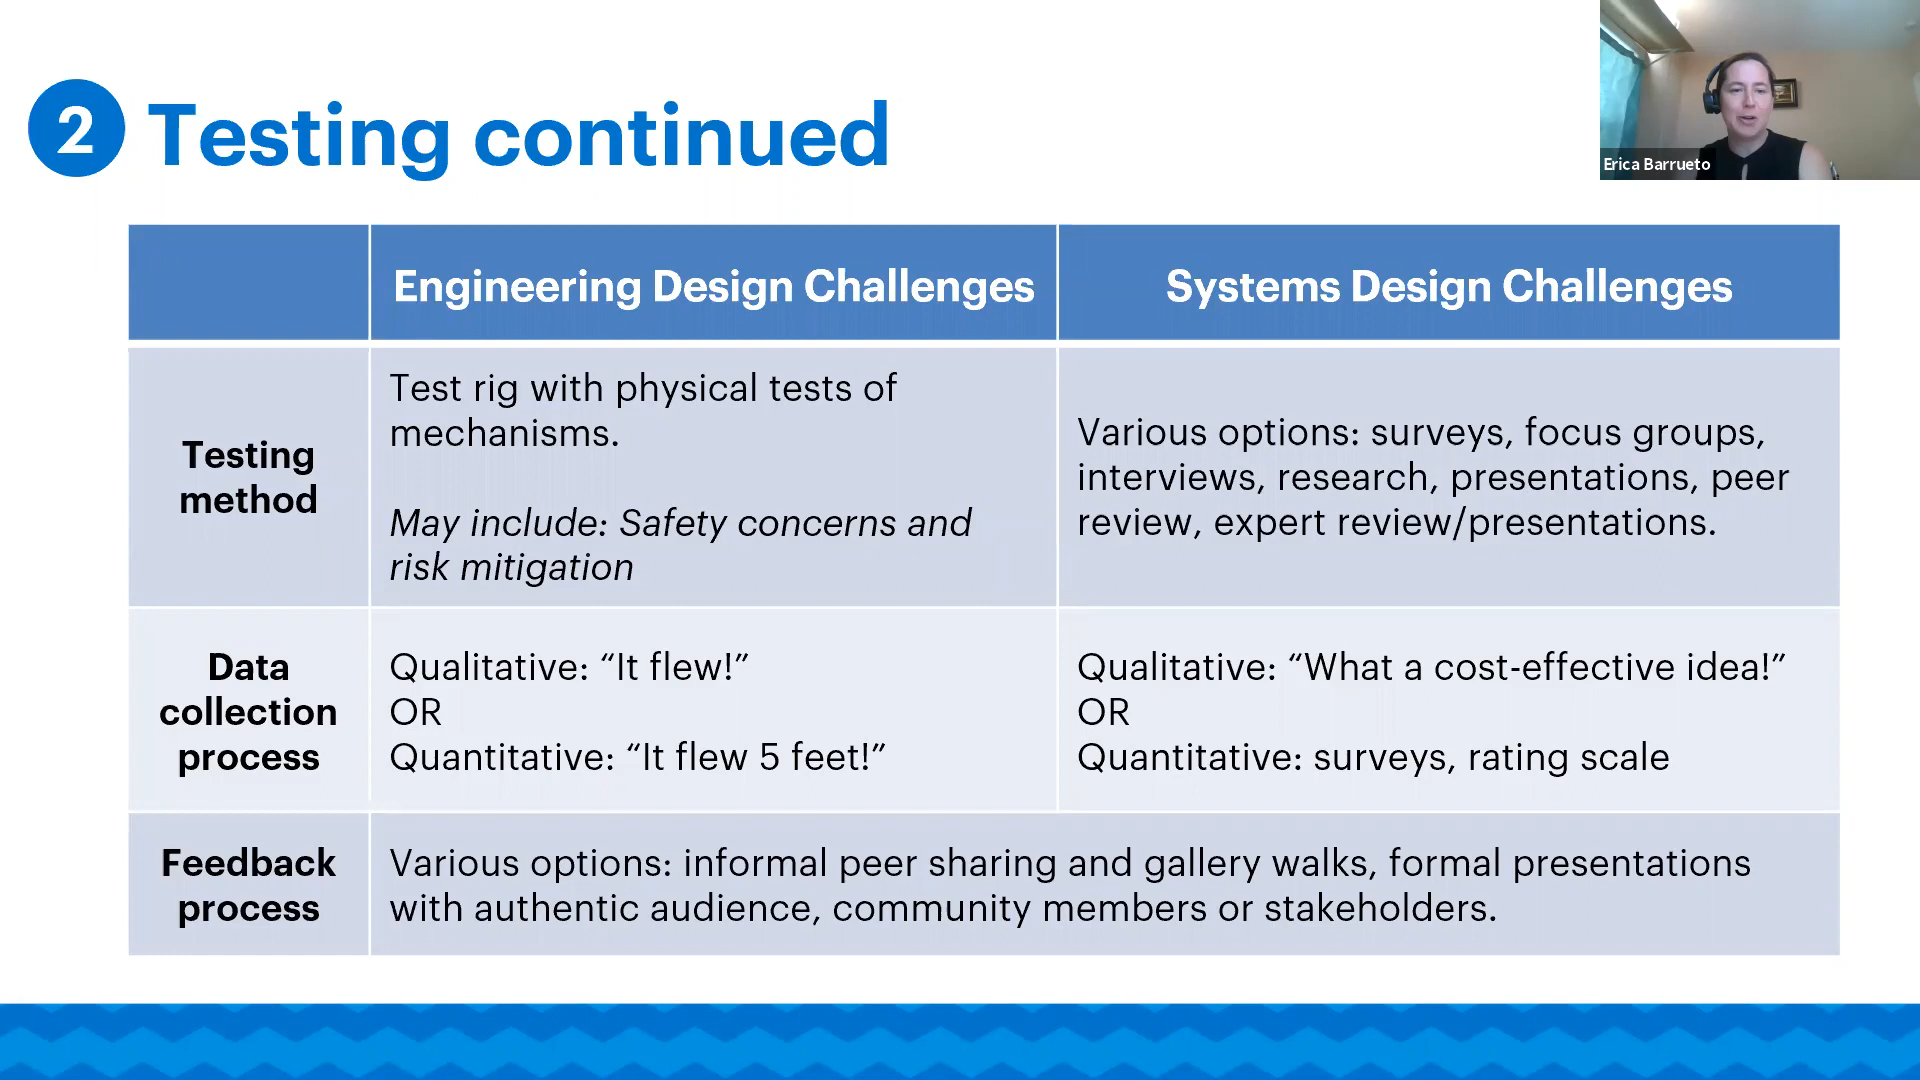 2 Testing continued
Erica Barrueto
Engineering Design Challenges
Systems Design Challenges
Testing
method
Test rig with physical tests of
mechanisms.
May include: Safety concerns and
risk mitigation
Various options: surveys, focus groups,
interviews, research, presentations, peer
review, expert review/presentations.
Data
collection
process
Qualitative: “It flew!”
OR
Quantitative: “It flew 5 feet!”
Qualitative: “What a cost-effective idea!”
OR
Quantitative: surveys, rating scale
Feedback
process
Various options: informal peer sharing and gallery walks, formal presentations
with authentic audience, community members or stakeholders.